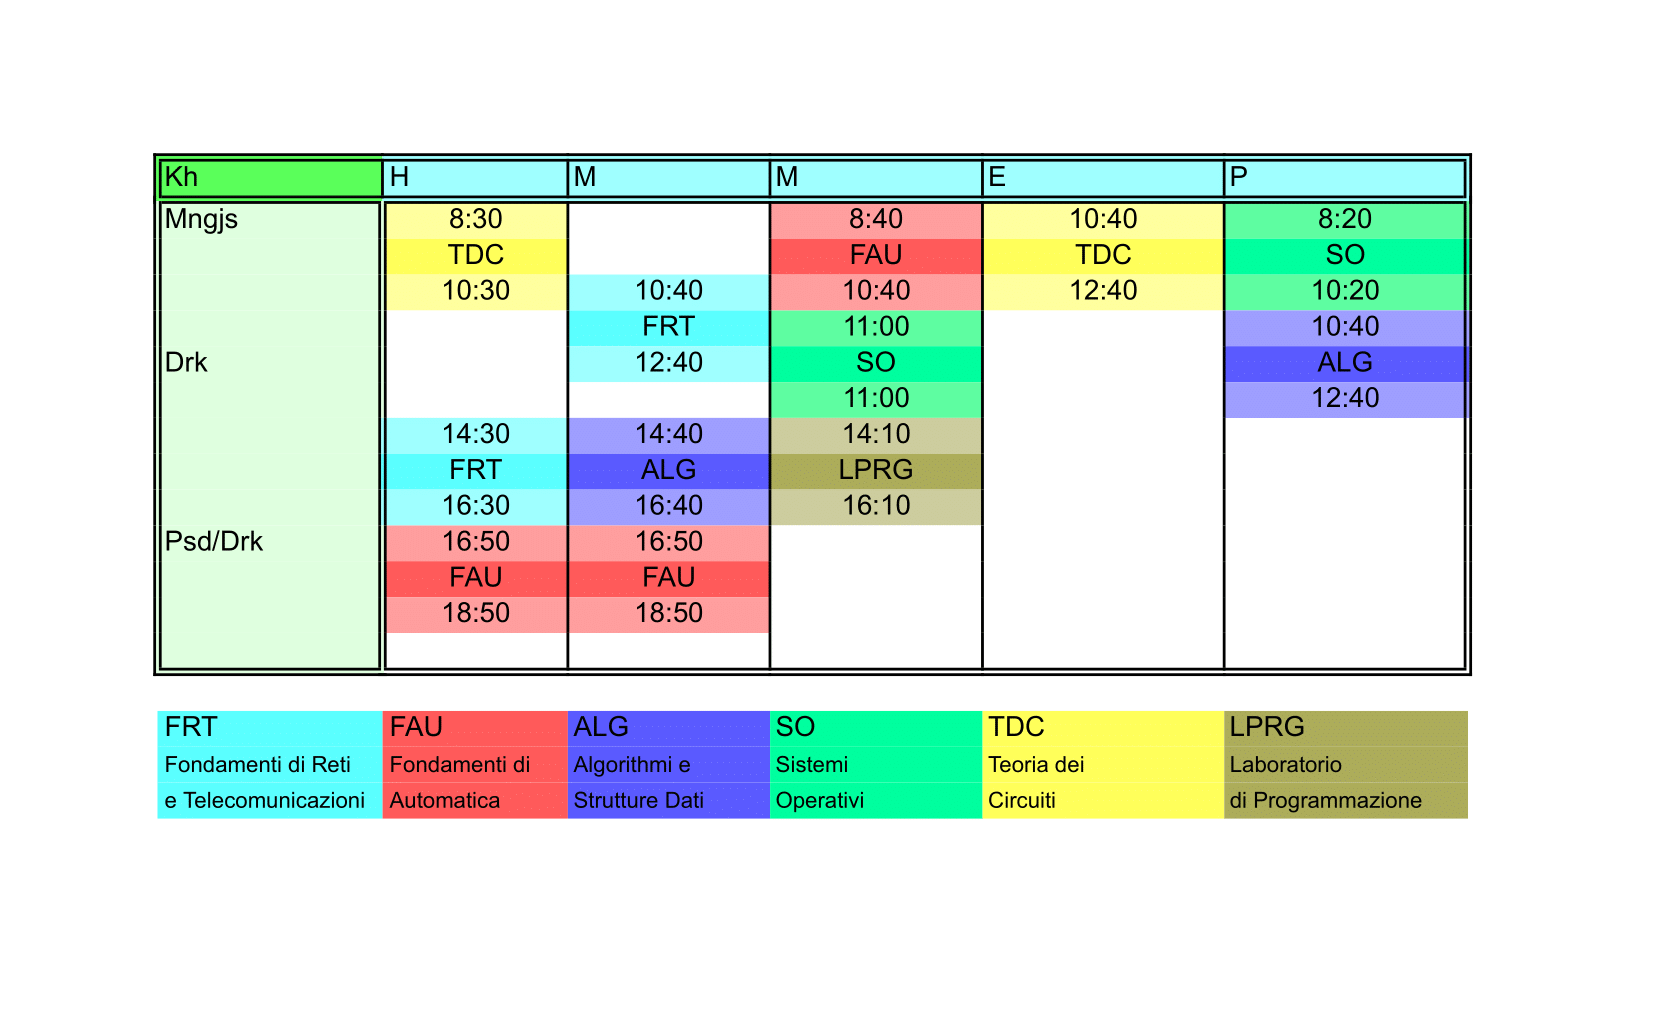 Kh H M M E P
Mngjs 8:30 8:40 10:40 8:20
TDC FAU TDC SO
10:30 10:40 10:40 12:40 10:20
FRT 11:00 10:40
Drk 12:40 SO ALG
11:00 12:40
14:30 14:40 14:10
FRT ALG LPRG
16:30 16:40 16:10
Psd/Drk 16:50 16:50
FAU FAU
18:50 18:50
FRT FAU ALG SO TDC LPRG
Fondamenti di Reti Fondamenti di Algorithmi e Sistemi Teoria dei Laboratorio
e Telecomunicazioni Automatica Strutture Dati Operativi Circuiti di Programmazione